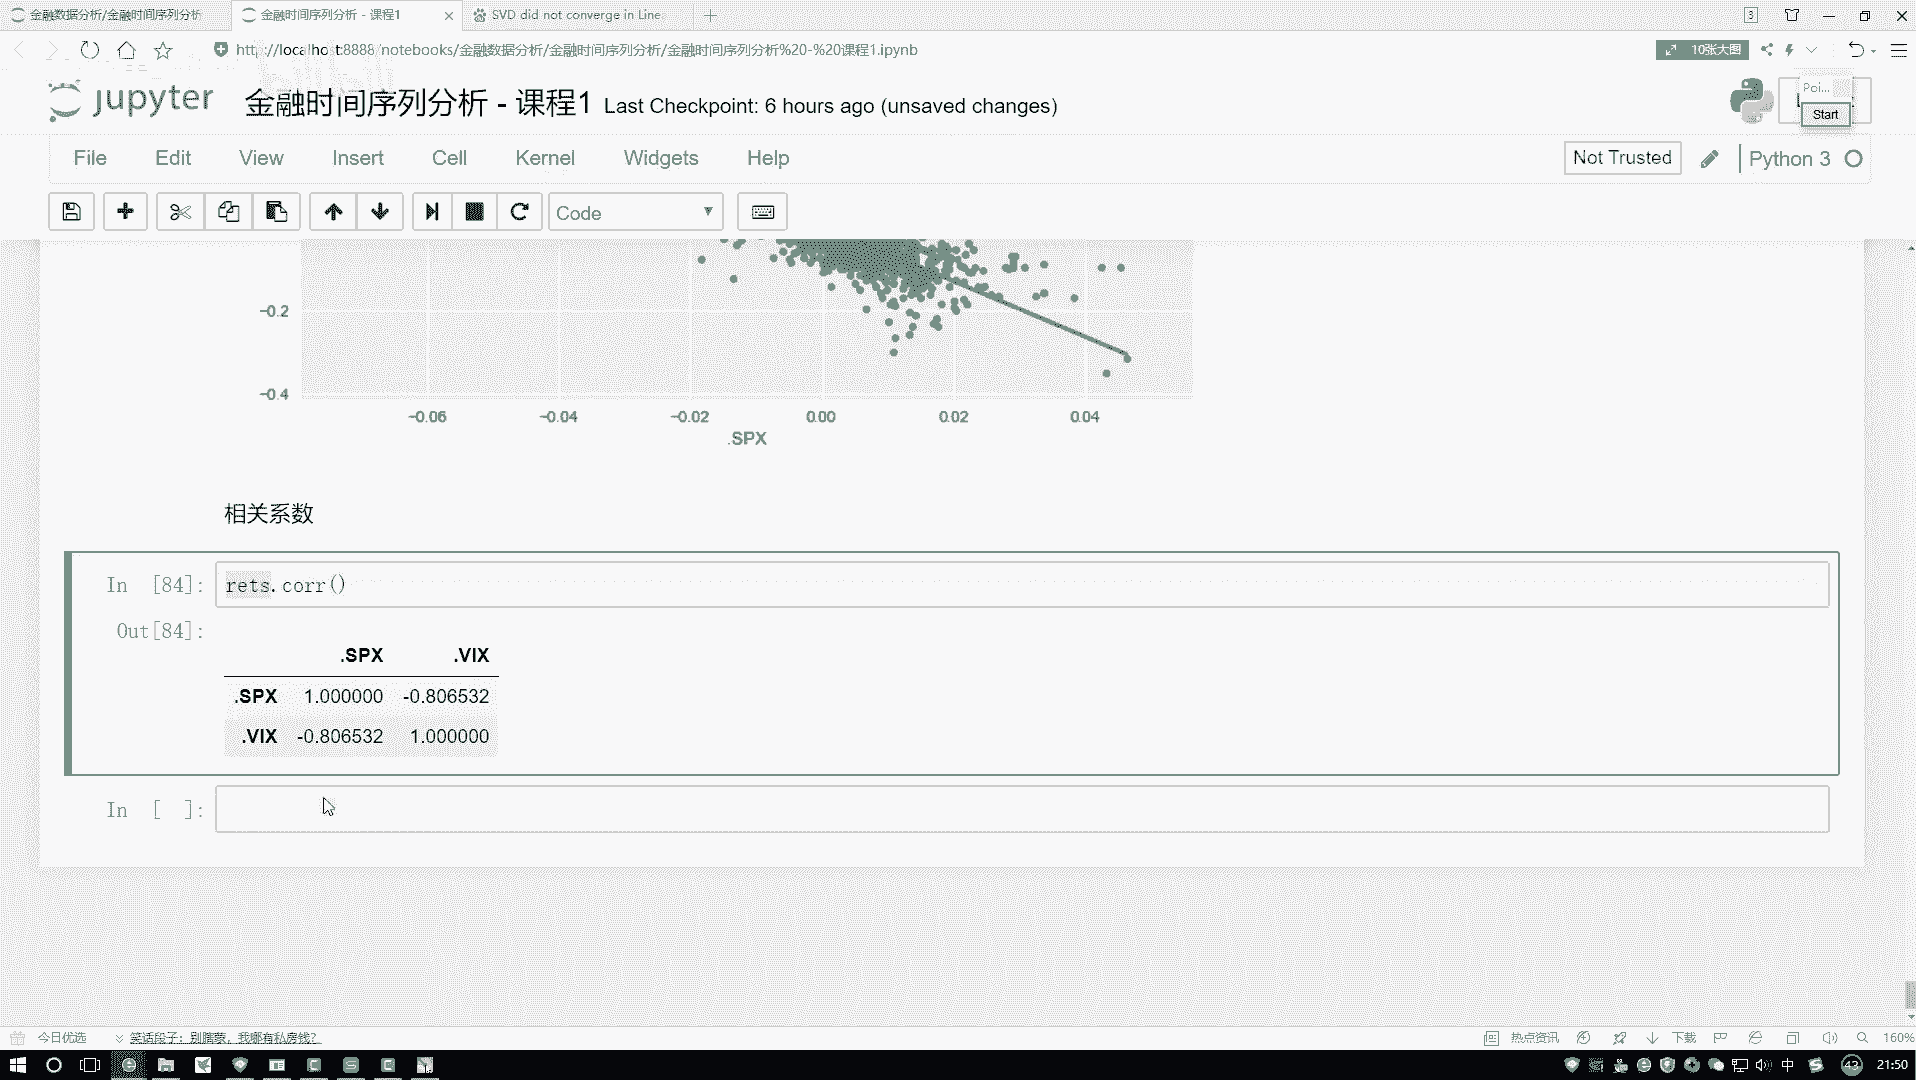 金融数据分析/金融时间序列分析
金融时间序列分析 - 课程1
SVD did not converge in Line
3
http://localhost:8888/notebooks/金融数据分析/金融时间序列分析/金融时间序列分析%20-%20课程1.ipynb
10张大图
jupyter
金融时间序列分析 - 课程1
Last Checkpoint: 6 hours ago (unsaved changes)
Poi...
Start
File Edit View Insert Cell Kernel Widgets Help
Not Trusted
Python 3
Code
−0.2
−0.4
−0.06 −0.04 −0.02 0.00 0.02 0.04
.SPX
相关系数
In [84]:
rets.corr()
Out[84]:
.SPX .VIX
.SPX 1.000000 -0.806532
.VIX -0.806532 1.000000
In [ ]:
今日优选
笑话段子：别瞎蒙，我哪有私房钱?
热点资讯
下载
160%
中
43
21:50